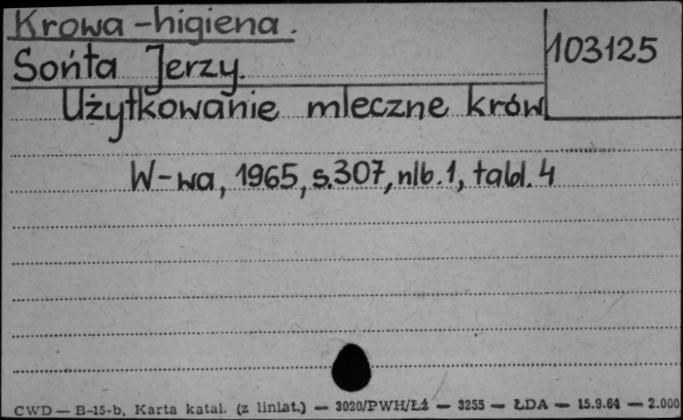 Krowa-higiena.
103125
Sońta Jerzy.
Użytkowanie mleczne krów
W-wa, 1965, s.307, nlb.1, tabl.4
CWD — B-15-b, Karta katal. (z liniat.) — 3020/PWH/Łź — 3255 — ŁDA — 15.9.64 — 2.000